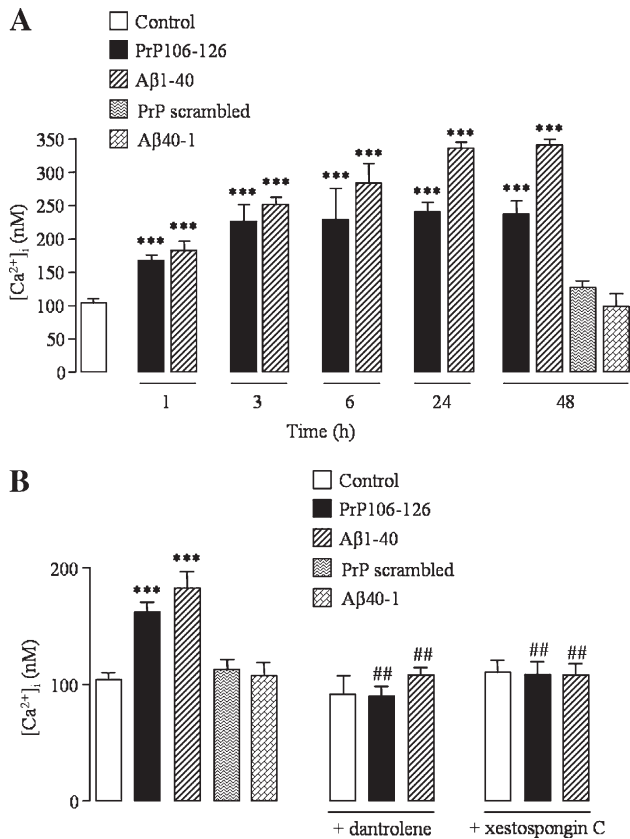 A
Control
PrP106-126
Aβ1-40
PrP scrambled
Aβ40-1
[Ca²⁺]ᵢ (nM)
350
300
250
200
150
100
50
0
*** ***
*** ***
*** ***
*** ***
*** ***
1 3 6 24 48
Time (h)
B
Control
PrP106-126
Aβ1-40
PrP scrambled
Aβ40-1
[Ca²⁺]ᵢ (nM)
200
100
0
*** ***
## ##
## ##
+ dantrolene + xestospongin C